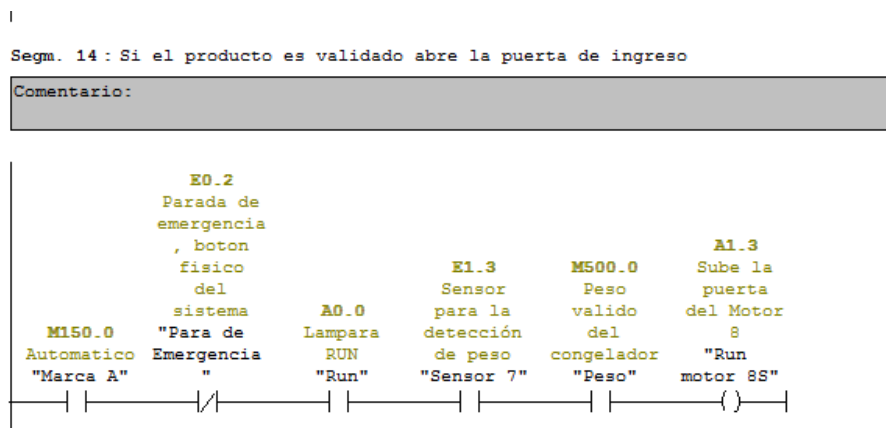 Segm. 14 : Si el producto es validado abre la puerta de ingreso
Comentario:
M150.0
Automatico
"Marca A"
E0.2
Parada de
emergencia
, boton
fisico
del
sistema
"Para de
Emergencia
"
A0.0
Lampara
RUN
"Run"
E1.3
Sensor
para la
detección
de peso
"Sensor 7"
M500.0
Peso
valido
del
congelador
"Peso"
A1.3
Sube la
puerta
del Motor
8
"Run
motor 8S"